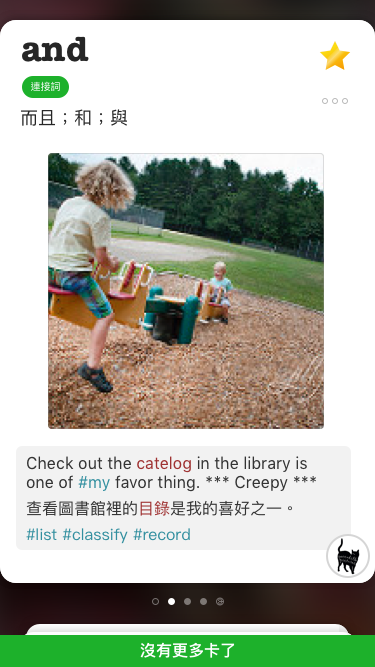 and
連接詞
而且；和；與
Check out the catelog in the library is
one of #my favor thing. *** Creepy ***
查看圖書館裡的目錄是我的喜好之一。
#list #classify #record
沒有更多卡了